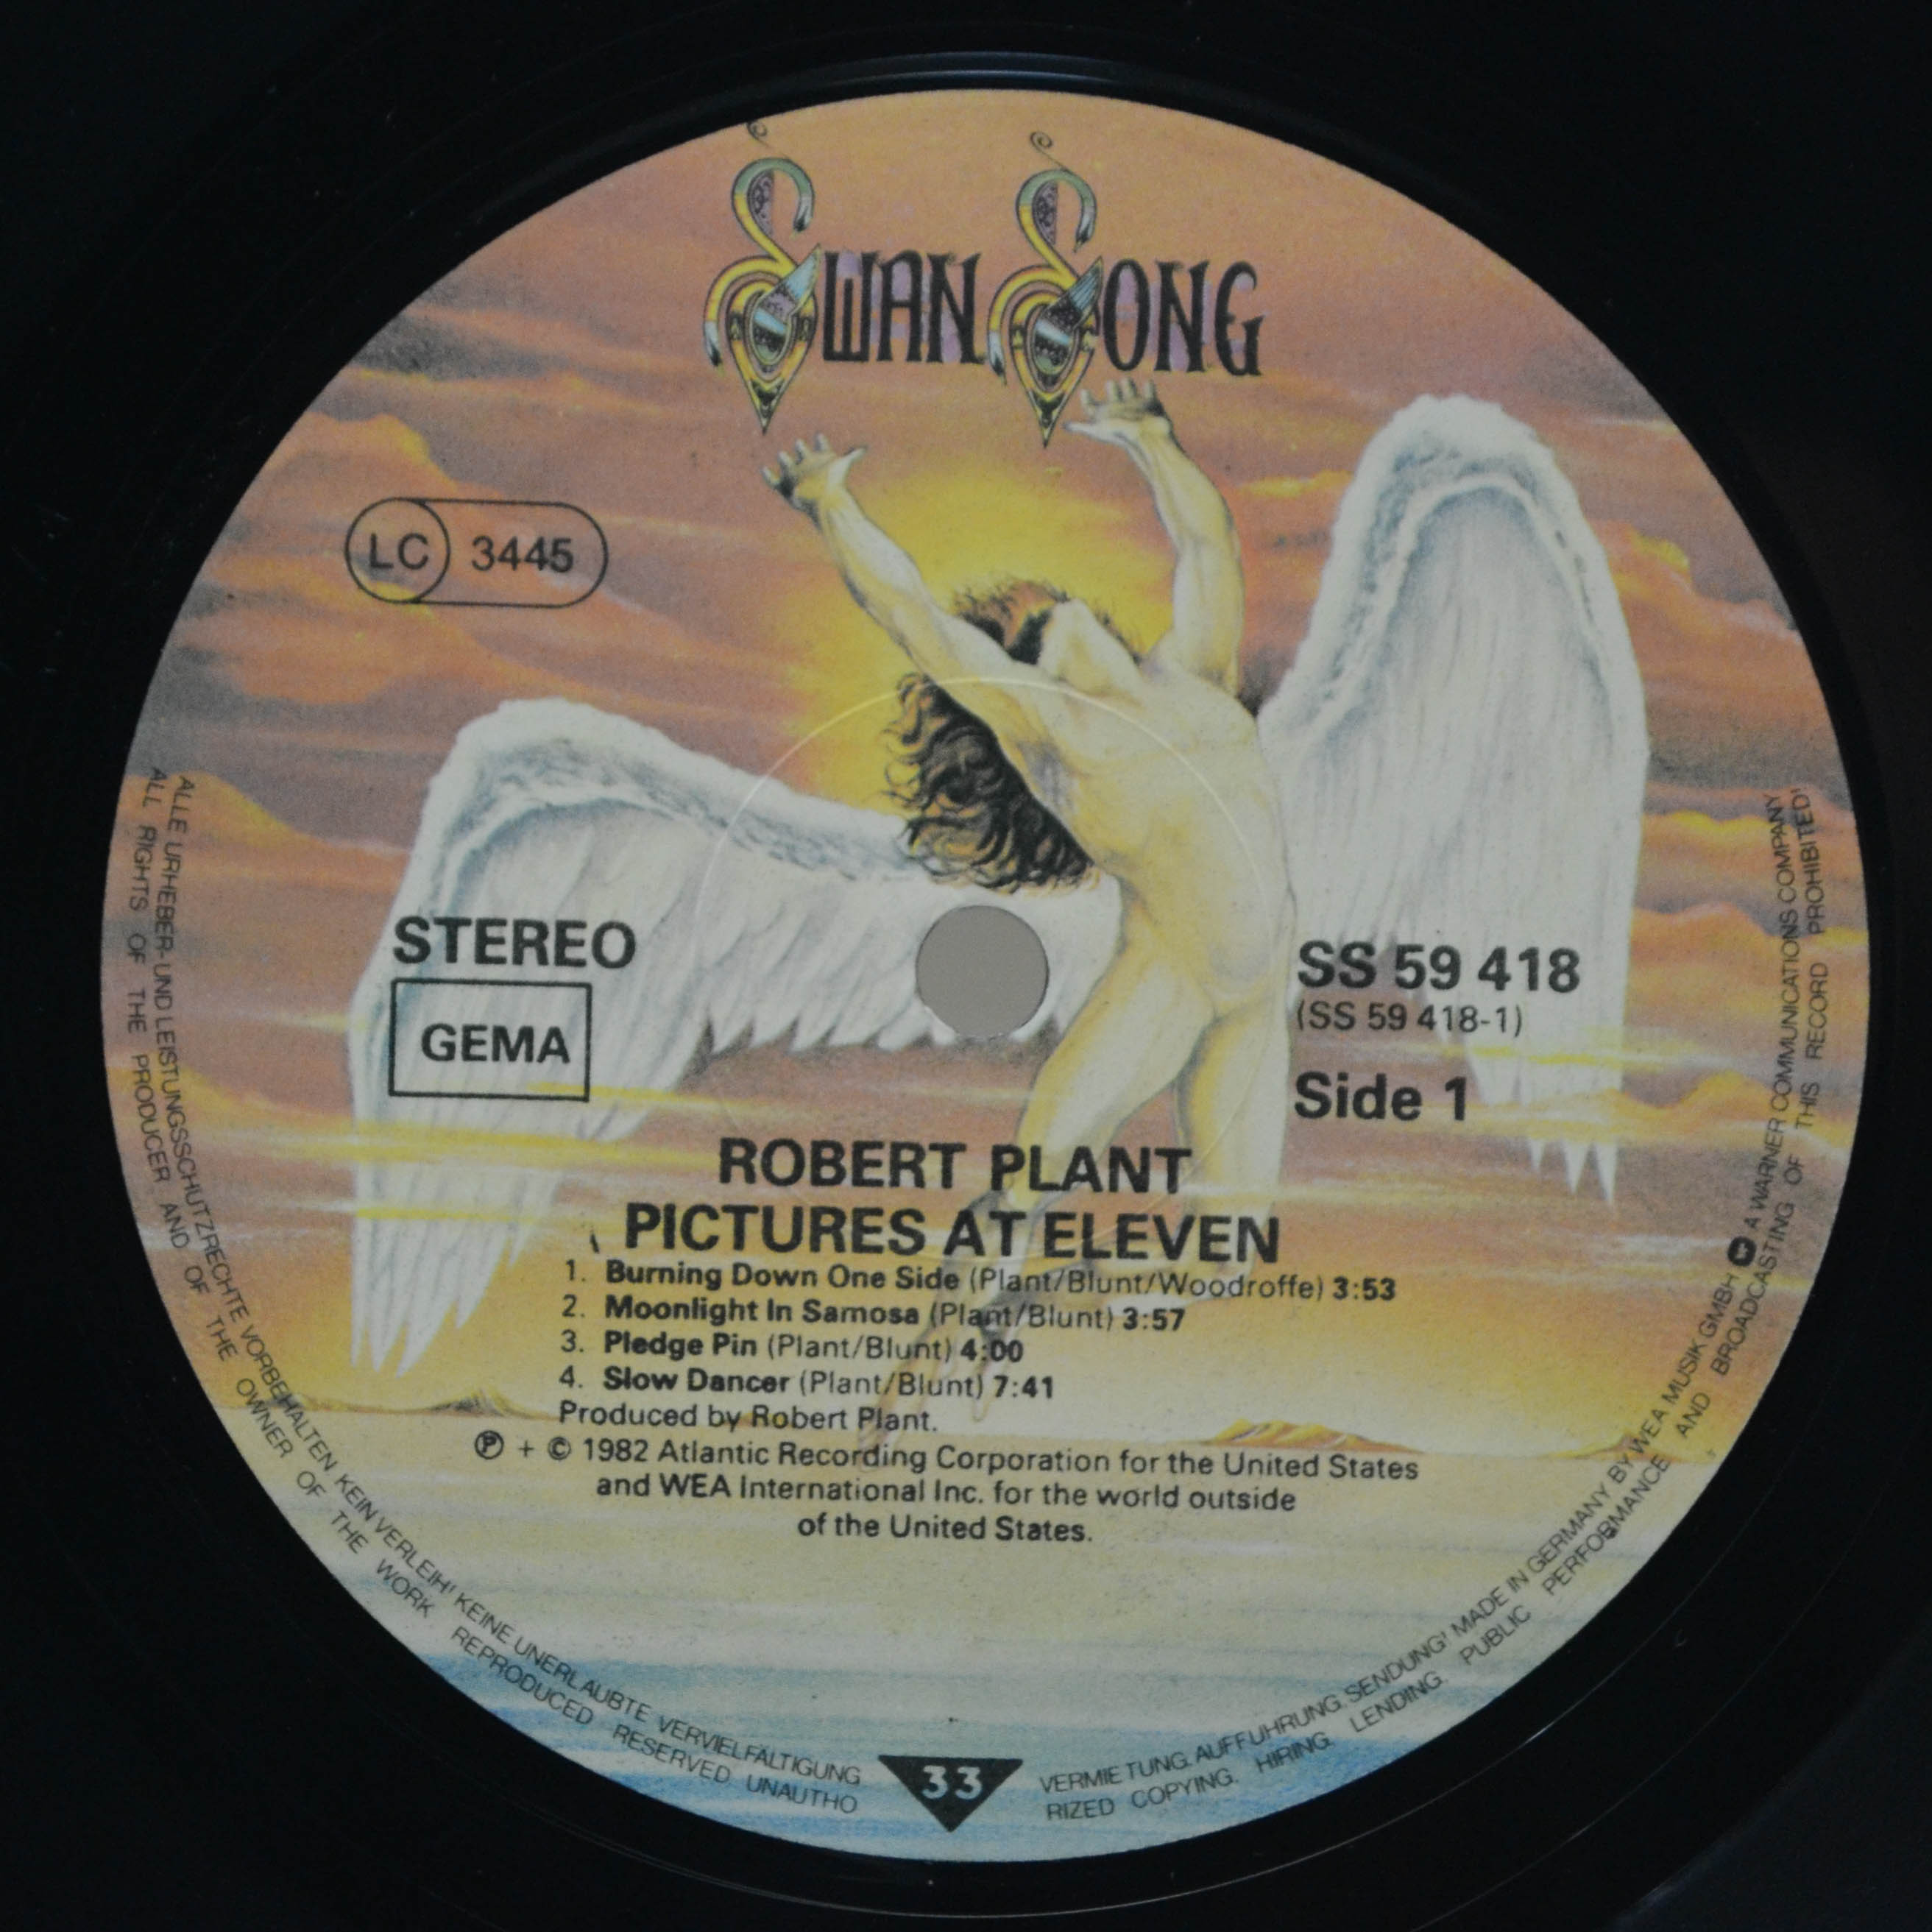 SWAN SONG
LC 3445
STEREO
GEMA
SS 59 418
(SS 59 418-1)
Side 1
ROBERT PLANT
PICTURES AT ELEVEN
1. Burning Down One Side (Plant/Blunt/Woodroffe) 3:53
2. Moonlight In Samosa (Plant/Blunt) 3:57
3. Pledge Pin (Plant/Blunt) 4:00
4. Slow Dancer (Plant/Blunt) 7:41
Produced by Robert Plant.
℗ + © 1982 Atlantic Recording Corporation for the United States
and WEA International Inc. for the world outside
of the United States.
33
ALLE URHEBER- UND LEISTUNGSSCHUTZRECHTE VORBEHALTEN KEIN VERLEIH' KEINE UNERLAUBTE VERVIELFÄLTIGUNG VERMIETUNG. AUFFUHRUNG. SENDUNG' MADE IN GERMANY BY WEA MUSIK GMBH A WARNER COMMUNICATIONS COMPANY
ALL RIGHTS OF THE PRODUCER AND OF THE OWNER OF THE WORK REPRODUCED RESERVED UNAUTHO RIZED COPYING. HIRING. LENDING. PUBLIC PERFORMANCE AND BROADCASTING OF THIS RECORD PROHIBITED'